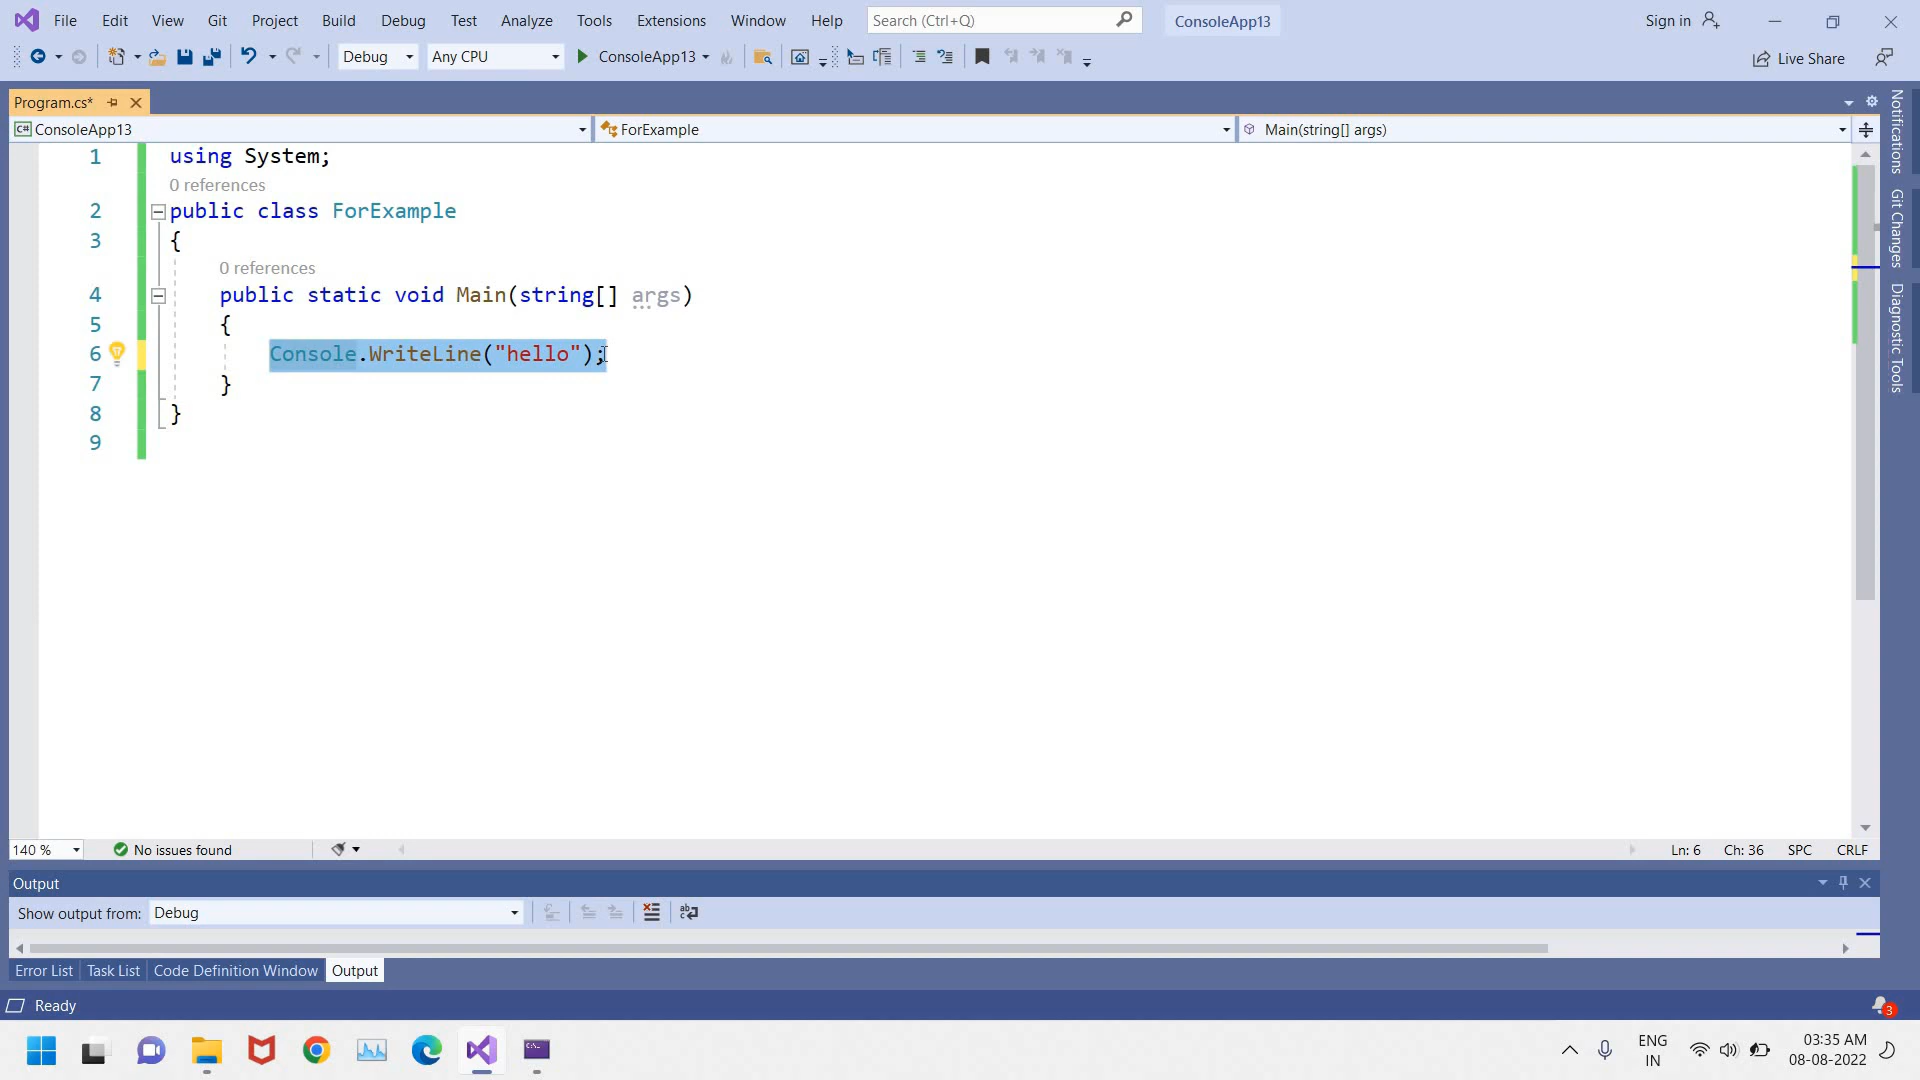 File Edit View Git Project Build Debug Test Analyze Tools Extensions Window Help Search (Ctrl+Q) ConsoleApp13 Sign in
Debug Any CPU ConsoleApp13 Live Share
Program.cs*
ConsoleApp13 ForExample Main(string[] args)
1 using System;
0 references
2 public class ForExample
3 {
0 references
4 public static void Main(string[] args)
5 {
6 Console.WriteLine("hello");
7 }
8 }
9
Notifications
Git Changes
Diagnostic Tools
140 % No issues found Ln: 6 Ch: 36 SPC CRLF
Output
Show output from: Debug
Error List Task List Code Definition Window Output
Ready 3
ENG 03:35 AM
IN 08-08-2022